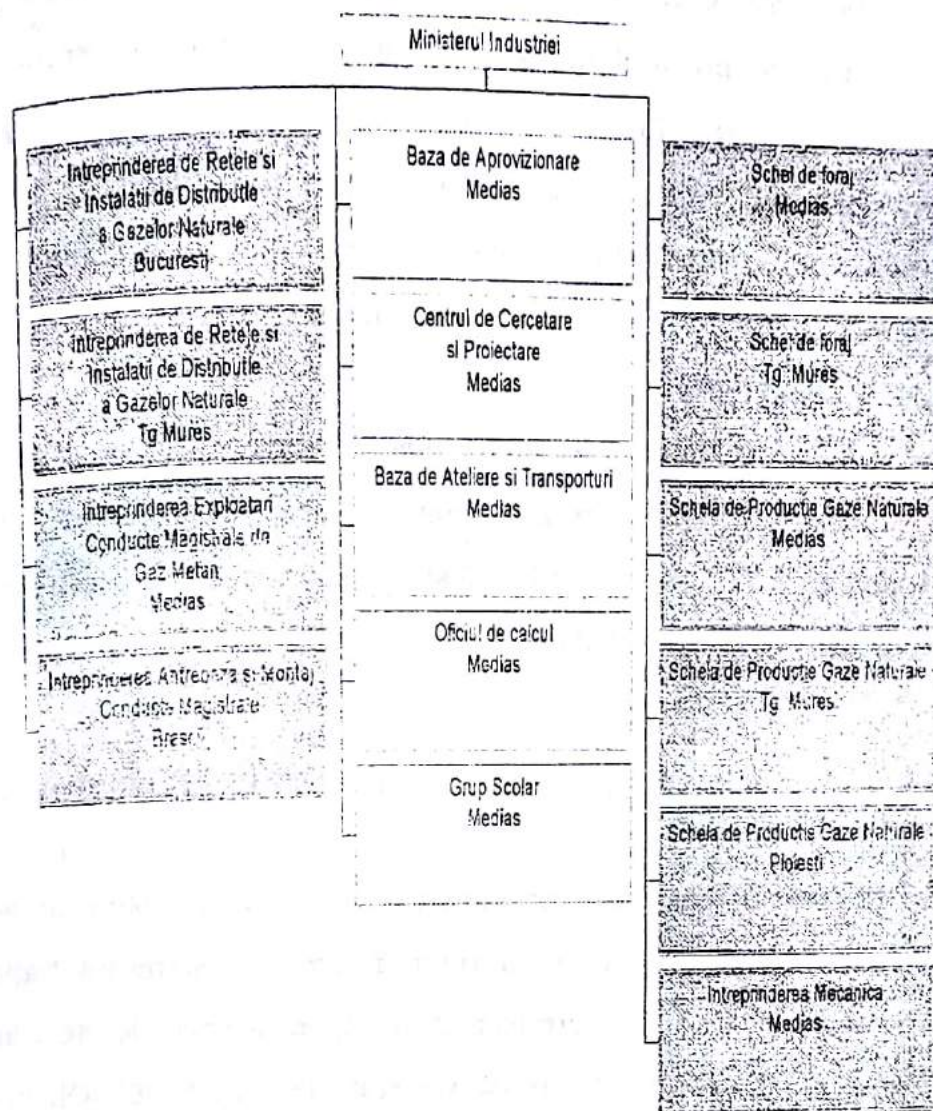 Ministerul Industriei
Intreprinderea de Retele si
Instalatii de Distributie
a Gazelor Naturale
Bucuresti
Intreprinderea de Retele si
Instalatii de Distributie
a Gazelor Naturale
Tg Mures
Intreprinderea Exploatari
Conducte Magistrale de
Gaz Metan
Medias
Intreprinderea Antrepoza si Montaj
Conducte Magistrale
Brasov
Baza de Aprovizionare
Medias
Centrul de Cercetare
si Proiectare
Medias
Baza de Ateliere si Transporturi
Medias
Oficiul de calcul
Medias
Grup Scolar
Medias
Schei de foraj
Medias
Schei de foraj
Tg. Mures
Schela de Productie Gaze Naturale
Medias
Schela de Productie Gaze Naturale
Tg. Mures
Schela de Productie Gaze Naturale
Ploiesti
Intreprinderea Mecanica
Medias